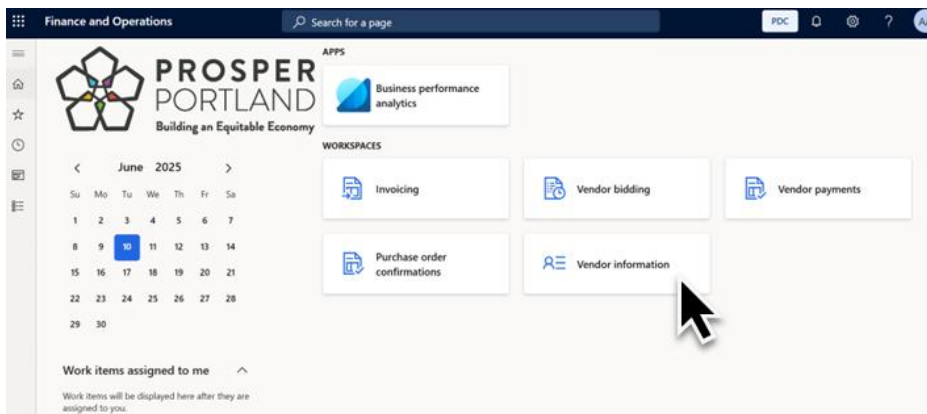 Finance and Operations
Search for a page
PDC
?
PROSPER
PORTLAND
Building an Equitable Economy
June 2025
Su Mo Tu We Th Fr Sa
1 2 3 4 5 6 7
8 9 10 11 12 13 14
15 16 17 18 19 20 21
22 23 24 25 26 27 28
29 30
Work items assigned to me
Work items will be displayed here after they are
assigned to you.
APPS
Business performance
analytics
WORKSPACES
Invoicing
Vendor bidding
Vendor payments
Purchase order
confirmations
Vendor information